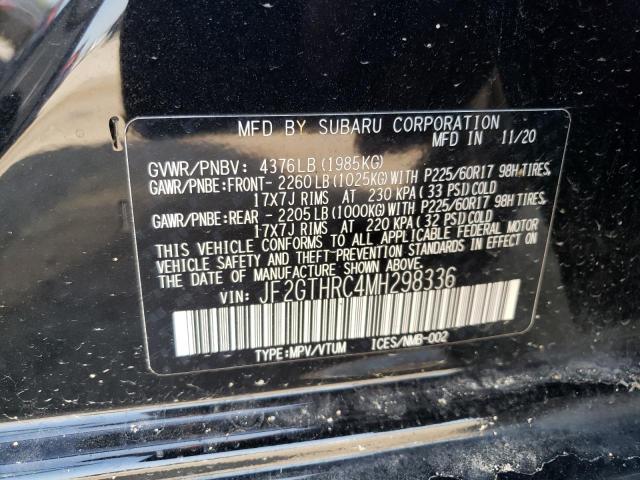 MFD BY SUBARU CORPORATION
MFD IN 11/20
GVWR/PNBV: 4376LB(1985KG)
GAWR/PNBE:FRONT- 2260LB(1025KG)WITH P225/60R17 98H TIRES,
17X7J RIMS AT 230 KPA(33 PSI)COLD
GAWR/PNBE:REAR - 2205LB(1000KG)WITH P225/60R17 98H TIRES,
17X7J RIMS AT 220 KPA(32 PSI)COLD
THIS VEHICLE CONFORMS TO ALL APPLICABLE FEDERAL MOTOR
VEHICLE SAFETY AND THEFT PREVENTION STANDARDS IN EFFECT ON
THE DATE OF MANUFACTURE SHOWN ABOVE.
VIN: JF2GTHRC4MH298336
TYPE:MPV/VTUM ICES/NMB-002